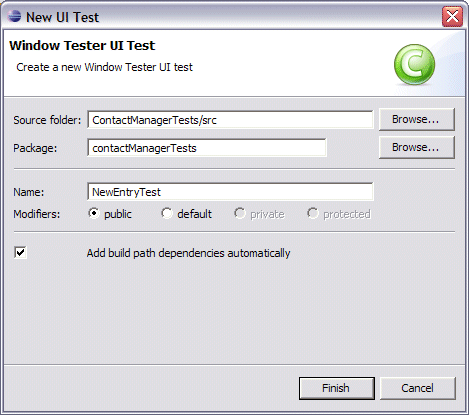 New UI Test
Window Tester UI Test
Create a new Window Tester UI test
C
Source folder: ContactManagerTests/src Browse...
Package: contactManagerTests Browse...
Name: NewEntryTest
Modifiers: public default private protected
Add build path dependencies automatically
Finish Cancel